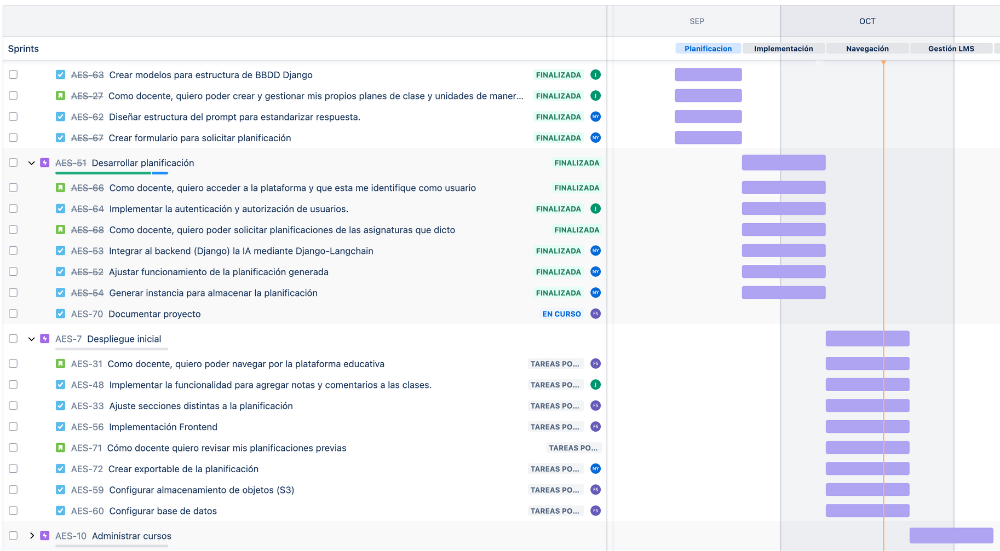 SEP OCT
Sprints Planificacion Implementación Navegación Gestión LMS
AES-63 Crear modelos para estructura de BBDD Django FINALIZADA J
AES-27 Como docente, quiero poder crear y gestionar mis propios planes de clase y unidades de maner... FINALIZADA J
AES-62 Diseñar estructura del prompt para estandarizar respuesta. FINALIZADA NY
AES-67 Crear formulario para solicitar planificación FINALIZADA NY
AES-51 Desarrollar planificación FINALIZADA
AES-66 Como docente, quiero acceder a la plataforma y que esta me identifique como usuario FINALIZADA
AES-64 Implementar la autenticación y autorización de usuarios. FINALIZADA J
AES-68 Como docente, quiero poder solicitar planificaciones de las asignaturas que dicto FINALIZADA
AES-53 Integrar al backend (Django) la IA mediante Django-Langchain FINALIZADA NY
AES-52 Ajustar funcionamiento de la planificación generada FINALIZADA NY
AES-54 Generar instancia para almacenar la planificación FINALIZADA NY
AES-70 Documentar proyecto EN CURSO FS
AES-7 Despliegue inicial
AES-31 Como docente, quiero poder navegar por la plataforma educativa TAREAS PO... FS
AES-48 Implementar la funcionalidad para agregar notas y comentarios a las clases. TAREAS PO... J
AES-33 Ajuste secciones distintas a la planificación TAREAS PO... FS
AES-56 Implementación Frontend TAREAS PO... FS
AES-71 Cómo docente quiero revisar mis planificaciones previas TAREAS PO...
AES-72 Crear exportable de la planificación TAREAS PO... NY
AES-59 Configurar almacenamiento de objetos (S3) TAREAS PO... FS
AES-60 Configurar base de datos TAREAS PO... FS
AES-10 Administrar cursos